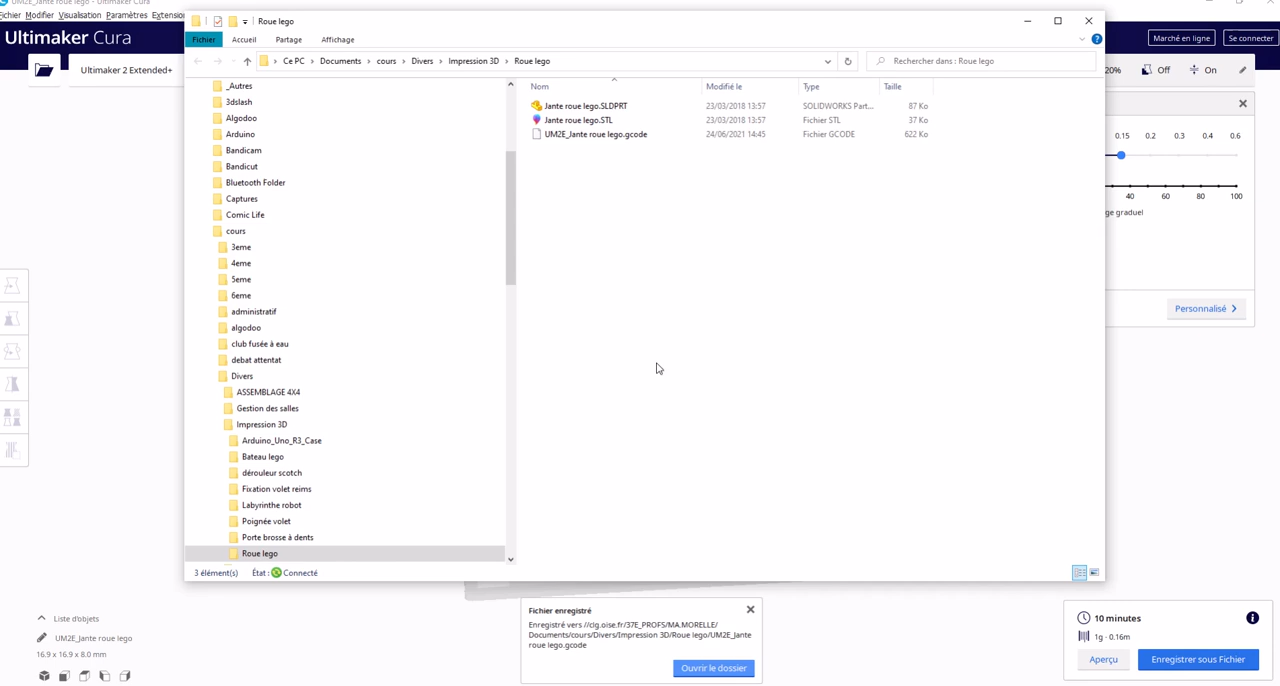 UM2E_Jante roue lego - Ultimaker Cura
Fichier Modifier Visualisation Paramètres Extensio
Ultimaker Cura
Marché en ligne Se connecter
Ultimaker 2 Extended+
20% Off On
0.15 0.2 0.3 0.4 0.6
40 60 80 100
ge graduel
Personnalisé
Roue lego
Fichier Accueil Partage Affichage
Ce PC Documents cours Divers Impression 3D Roue lego
Rechercher dans : Roue lego
Nom Modifié le Type Taille
Jante roue lego.SLDPRT 23/03/2018 13:57 SOLIDWORKS Part... 87 Ko
Jante roue lego.STL 23/03/2018 13:57 Fichier STL 37 Ko
UM2E_Jante roue lego.gcode 24/06/2021 14:45 Fichier GCODE 622 Ko
_Autres
3dslash
Algodoo
Arduino
Bandicam
Bandicut
Bluetooth Folder
Captures
Comic Life
cours
3eme
4eme
5eme
6eme
administratif
algodoo
club fusée à eau
debat attentat
Divers
ASSEMBLAGE 4X4
Gestion des salles
Impression 3D
Arduino_Uno_R3_Case
Bateau lego
dérouleur scotch
Fixation volet reims
Labyrinthe robot
Poignée volet
Porte brosse à dents
Roue lego
3 élément(s) État : Connecté
Liste d'objets
UM2E_Jante roue lego
16.9 x 16.9 x 8.0 mm
Fichier enregistré
Enregistré vers //clg.oise.fr/37E_PROFS/MA.MORELLE/
Documents/cours/Divers/Impression 3D/Roue lego/UM2E_Jante
roue lego.gcode
Ouvrir le dossier
10 minutes
1g · 0.16m
Aperçu Enregistrer sous Fichier